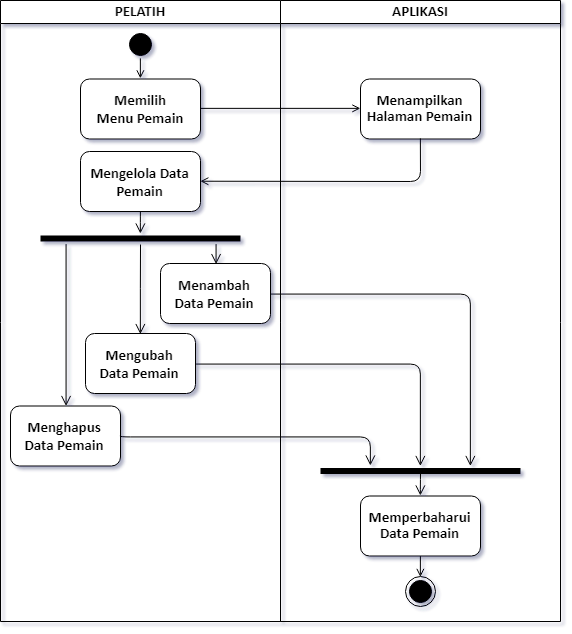 PELATIH
APLIKASI
Memilih
Menu Pemain
Menampilkan
Halaman Pemain
Mengelola Data
Pemain
Menambah
Data Pemain
Mengubah
Data Pemain
Menghapus
Data Pemain
Memperbaharui
Data Pemain